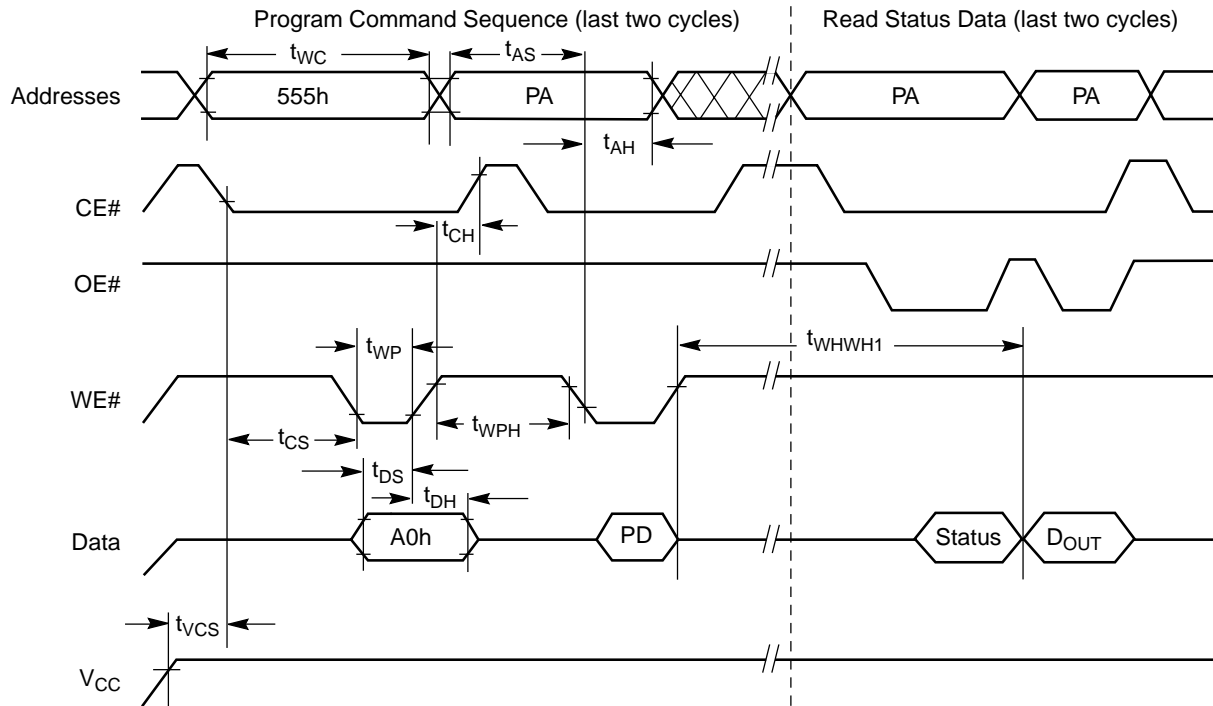 Program Command Sequence (last two cycles)
Read Status Data (last two cycles)
tWC
tAS
Addresses
555h
PA
PA
PA
tAH
CE#
tCH
OE#
tWP
tWHWH1
WE#
tCS
tWPH
tDS
tDH
Data
A0h
PD
Status
DOUT
tVCS
VCC